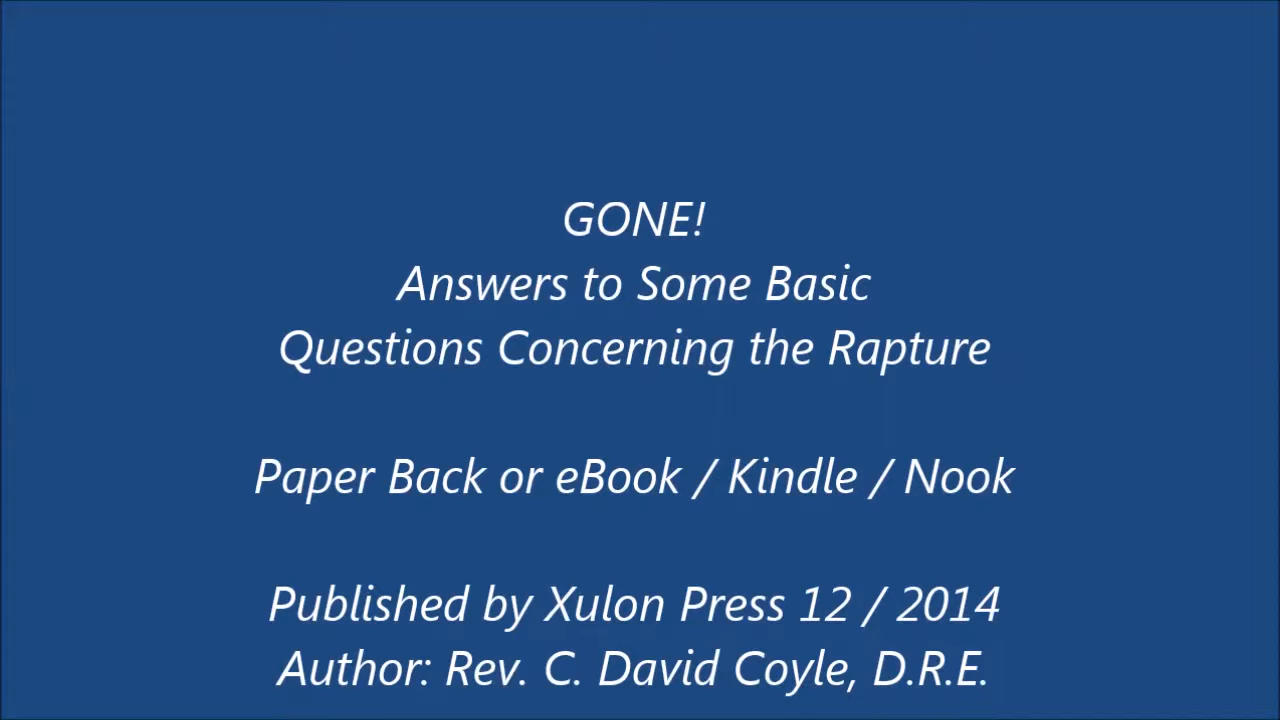 GONE!
Answers to Some Basic
Questions Concerning the Rapture
Paper Back or eBook / Kindle / Nook
Published by Xulon Press 12 / 2014
Author: Rev. C. David Coyle, D.R.E.